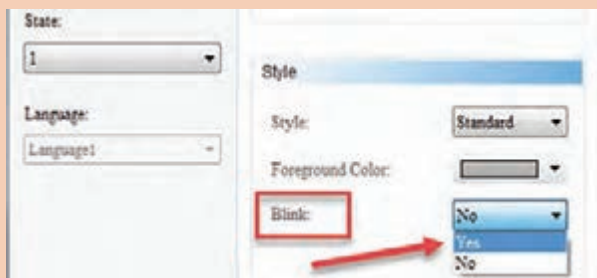 State:
1
Language:
Language1
Style
Style:
Standard
Foreground Color:
Blink:
No
Yes
No